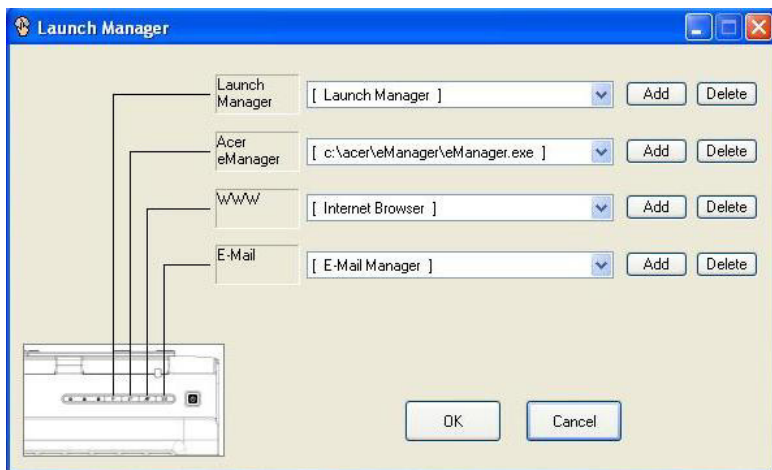 Launch Manager
Launch
Manager
[ Launch Manager ]
Add
Delete
Acer
eManager
[ c:\acer\eManager\eManager.exe ]
Add
Delete
WWW
[ Internet Browser ]
Add
Delete
E-Mail
[ E-Mail Manager ]
Add
Delete
OK
Cancel